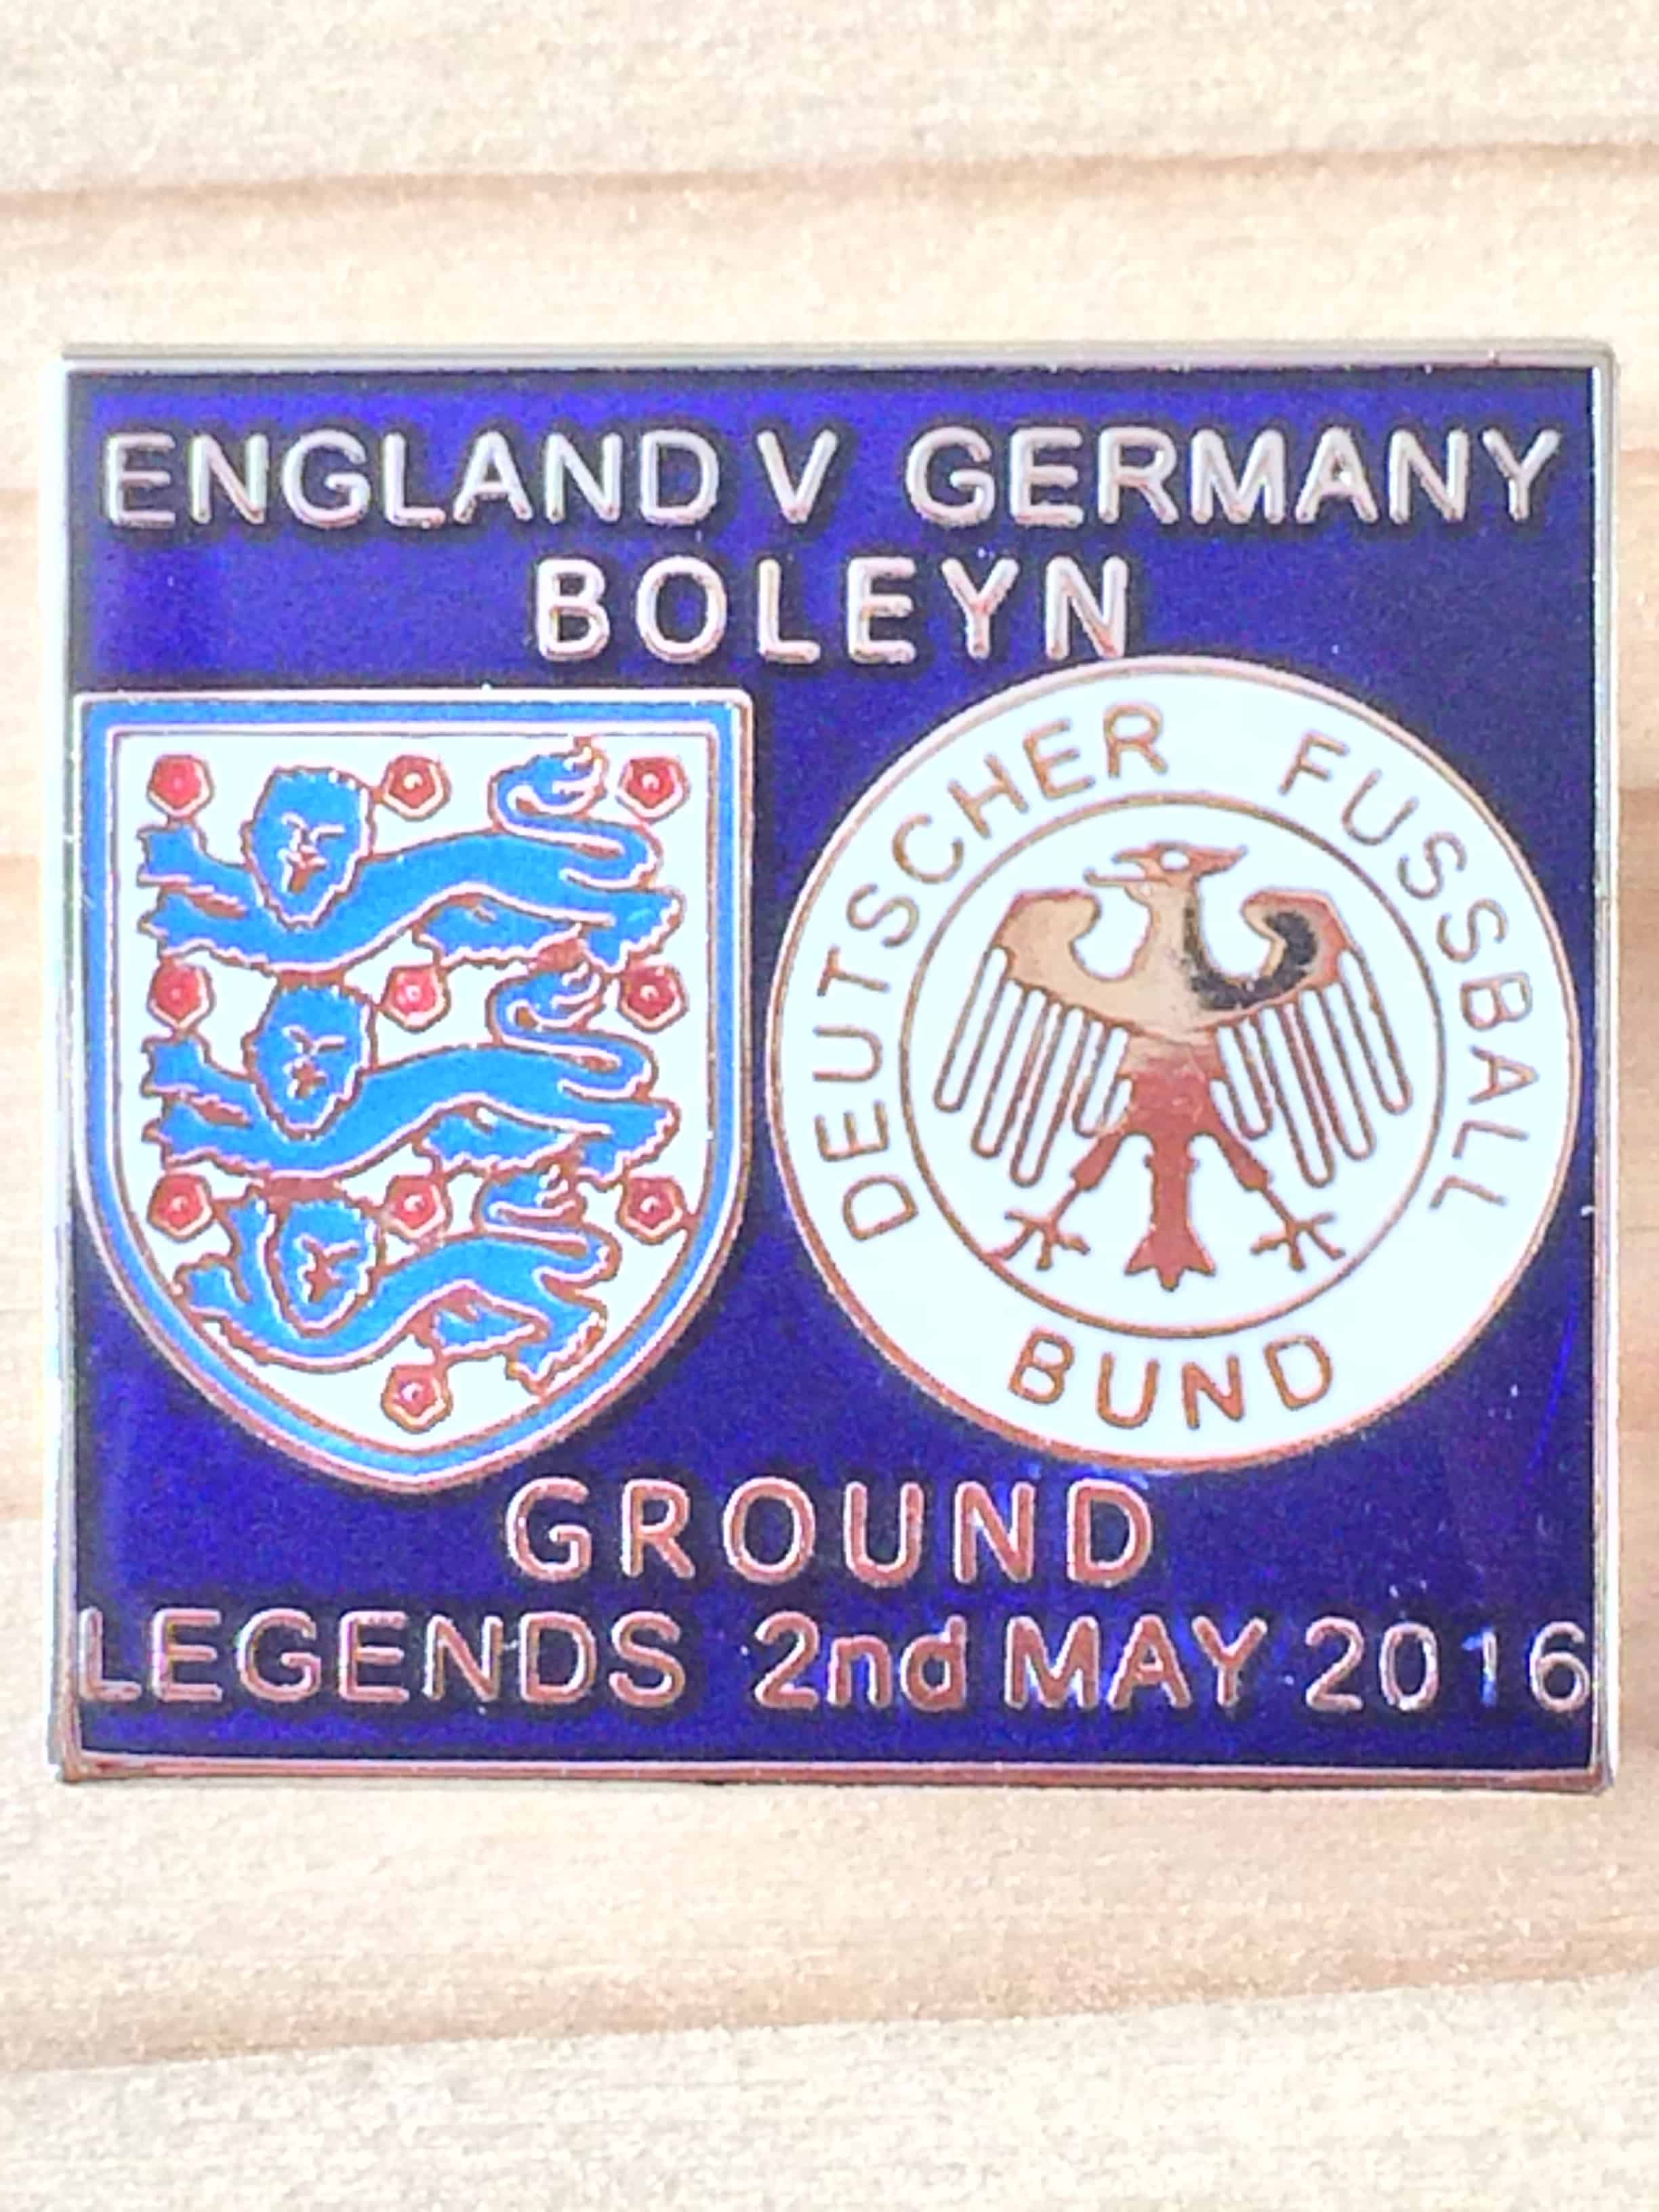 ENGLAND V GERMANY
BOLEYN
DEUTSCHER FUSSBALL
BUND
GROUND
LEGENDS 2nd MAY 2016